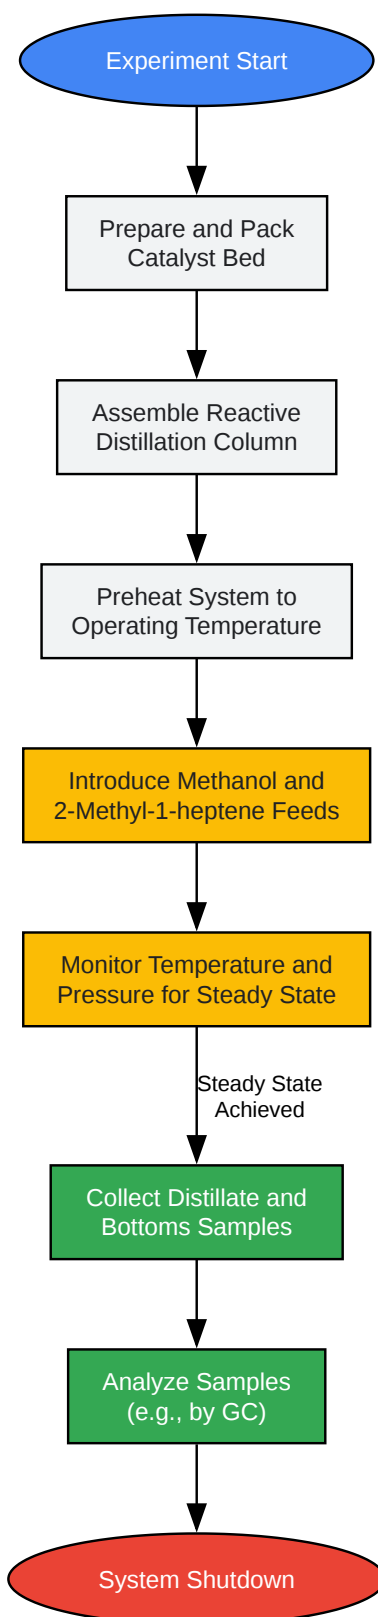 Experiment Start
Prepare and Pack
Catalyst Bed
Assemble Reactive
Distillation Column
Preheat System to
Operating Temperature
Introduce Methanol and
2-Methyl-1-heptene Feeds
Monitor Temperature and
Pressure for Steady State
Steady State
Achieved
Collect Distillate and
Bottoms Samples
Analyze Samples
(e.g., by GC)
System Shutdown